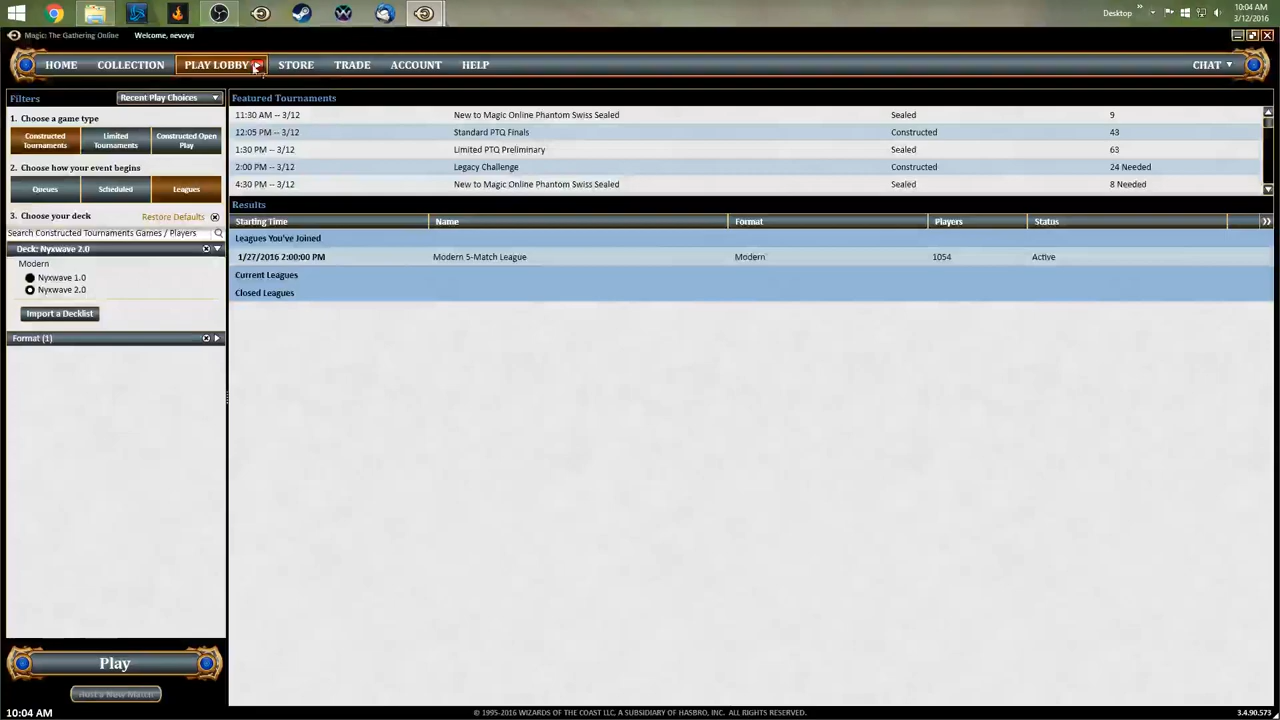 Desktop
10:04 AM
3/12/2016
Magic: The Gathering Online Welcome, nevoyu
HOME COLLECTION PLAY LOBBY STORE TRADE ACCOUNT HELP CHAT
Filters Recent Play Choices
1. Choose a game type
Constructed Tournaments Limited Tournaments Constructed Open Play
2. Choose how your event begins
Queues Scheduled Leagues
3. Choose your deck Restore Defaults
Search Constructed Tournaments Games / Players
Deck: Nyxwave 2.0
Modern
Nyxwave 1.0
Nyxwave 2.0
Import a Decklist
Format (1)
Play
Host a New Match
10:04 AM
Featured Tournaments
11:30 AM -- 3/12 New to Magic Online Phantom Swiss Sealed Sealed 9
12:05 PM -- 3/12 Standard PTQ Finals Constructed 43
1:30 PM -- 3/12 Limited PTQ Preliminary Sealed 63
2:00 PM -- 3/12 Legacy Challenge Constructed 24 Needed
4:30 PM -- 3/12 New to Magic Online Phantom Swiss Sealed Sealed 8 Needed
Results
Starting Time Name Format Players Status
Leagues You've Joined
1/27/2016 2:00:00 PM Modern 5-Match League Modern 1054 Active
Current Leagues
Closed Leagues
© 1995-2016 WIZARDS OF THE COAST LLC, A SUBSIDIARY OF HASBRO, INC. ALL RIGHTS RESERVED.
3.4.90.573